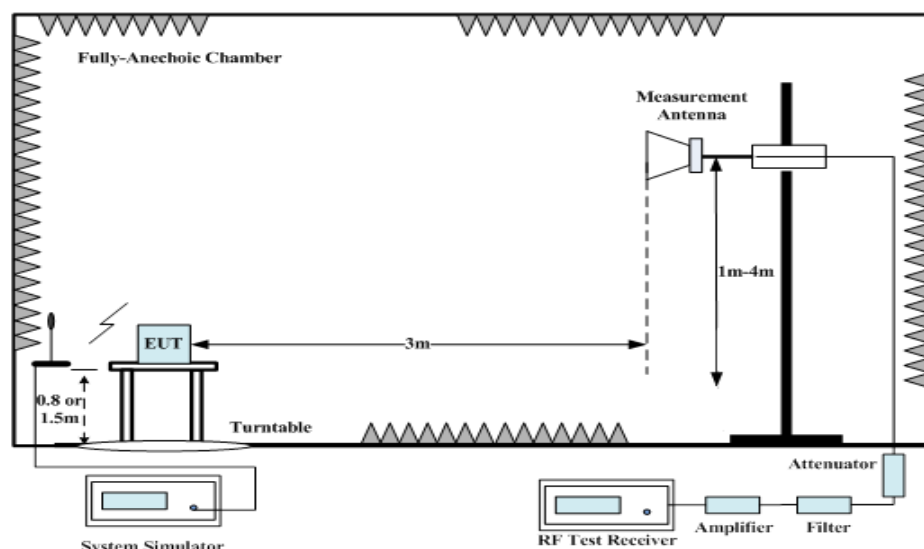 Fully-Anechoic Chamber
Measurement
Antenna
1m-4m
EUT
3m
0.8 or
1.5m
Turntable
Attenuator
System Simulator
RF Test Receiver
Amplifier
Filter